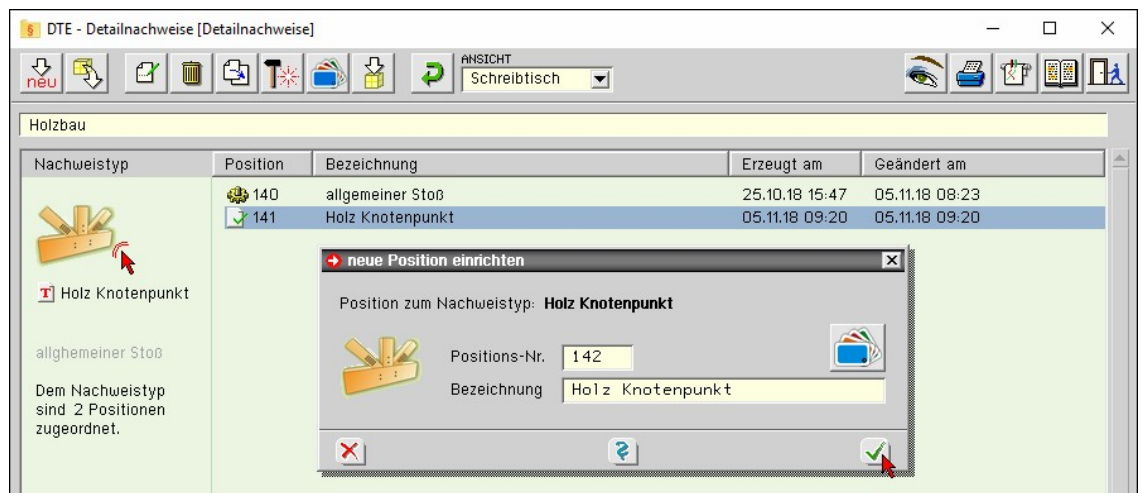 DTE - Detailnachweise [Detailnachweise]
neu
ANSICHT
Schreibtisch
Holzbau
Nachweistyp Position Bezeichnung Erzeugt am Geändert am
140 allgemeiner Stoß 25.10.18 15:47 05.11.18 08:23
141 Holz Knotenpunkt 05.11.18 09:20 05.11.18 09:20
T Holz Knotenpunkt
allghemeiner Stoß
Dem Nachweistyp
sind 2 Positionen
zugeordnet.
neue Position einrichten
Position zum Nachweistyp: Holz Knotenpunkt
Positions-Nr. 142
Bezeichnung Holz Knotenpunkt